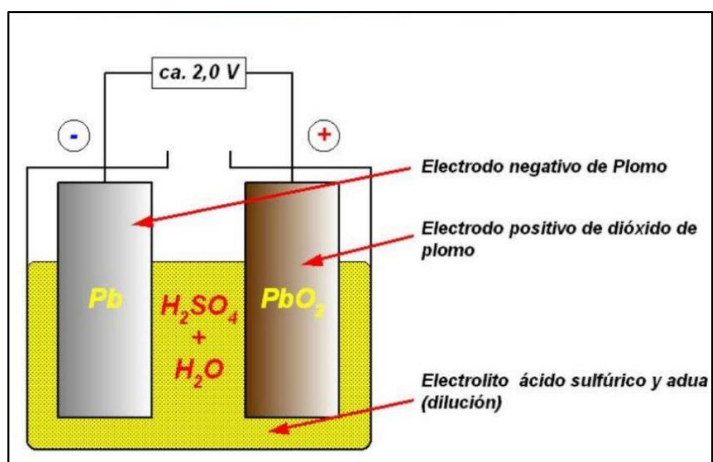 ca. 2,0 V
-
+
Electrodo negativo de Plomo
Electrodo positivo de dióxido de
plomo
Pb
H₂SO₄
+
H₂O
PbO₂
Electrolito ácido sulfúrico y adua
(dilución)